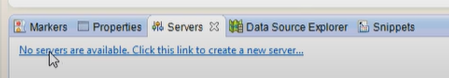 Markers Properties Servers Data Source Explorer Snippets
No servers are available. Click this link to create a new server...